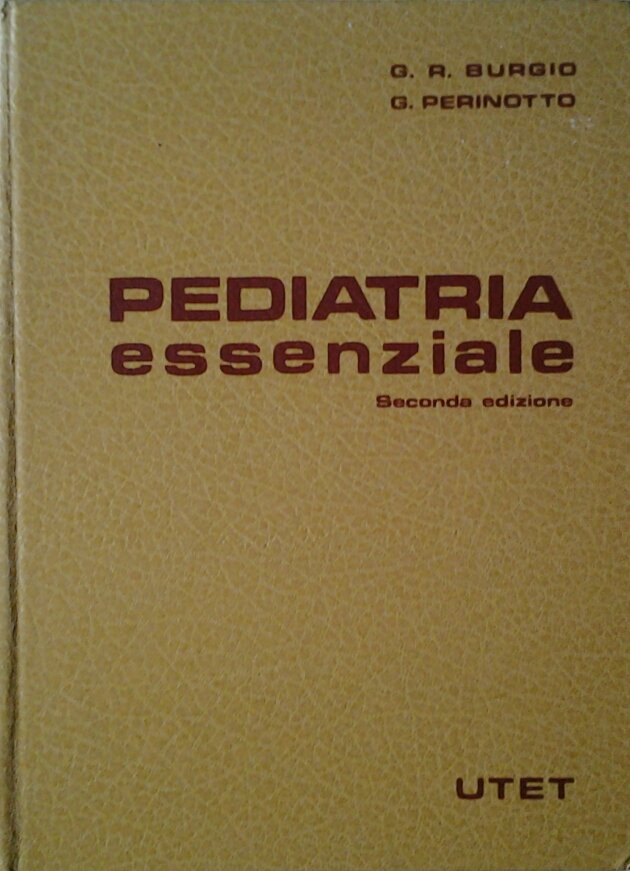 G. R. BURGIO
G. PERINOTTO
PEDIATRIA
essenziale
Seconda edizione
UTET